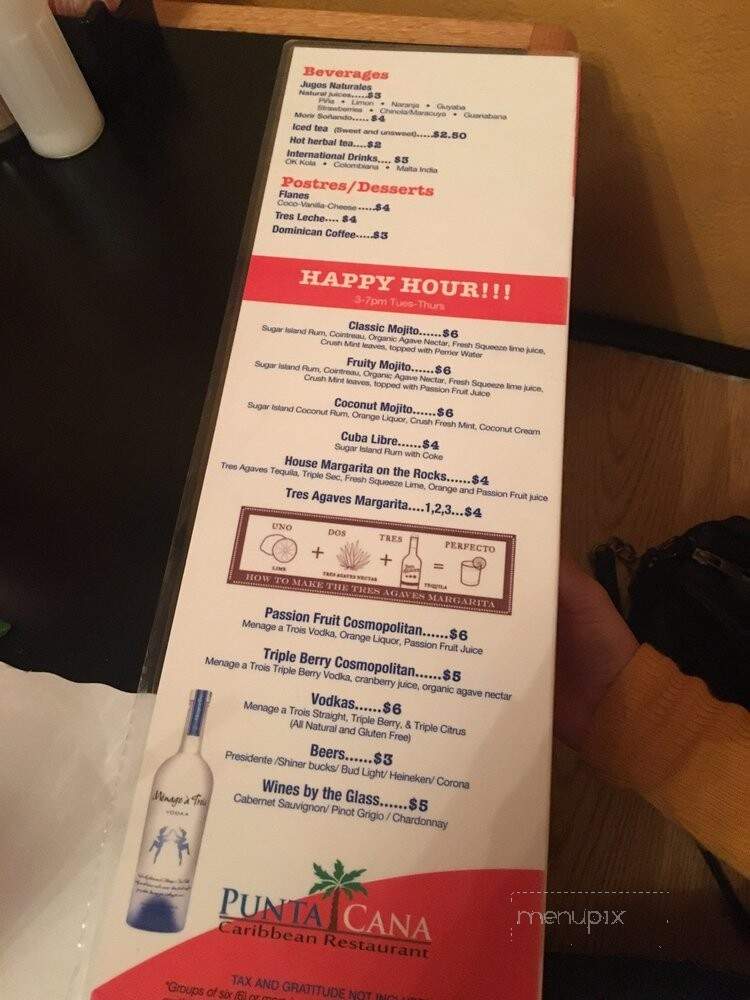 Beverages
Jugos Naturales
Natural juices.....$3
Piña • Limon • Naranja • Guyaba
Strawberries • Chinola/Maracuya • Guanabana
Morir Soñando..... $4
Iced tea (Sweet and unsweet).....$2.50
Hot herbal tea....$2
International Drinks.... $3
OK Kola • Colombiana • Malta India
Postres/Desserts
Flanes
Coco-Vanilla-Cheese .....$4
Tres Leche.... $4
Dominican Coffee.....$3
HAPPY HOUR!!!
3-7pm Tues-Thurs
Classic Mojito......$6
Sugar Island Rum, Cointreau, Organic Agave Nectar, Fresh Squeeze lime juice,
Crush Mint leaves, topped with Perrier Water
Fruity Mojito......$6
Sugar Island Rum, Cointreau, Organic Agave Nectar, Fresh Squeeze lime juice,
Crush Mint leaves, topped with Passion Fruit Juice
Coconut Mojito......$6
Sugar Island Coconut Rum, Orange Liquor, Crush Fresh Mint, Coconut Cream
Cuba Libre......$4
Sugar Island Rum with Coke
House Margarita on the Rocks......$4
Tres Agaves Tequila, Triple Sec, Fresh Squeeze Lime, Orange and Passion Fruit juice
Tres Agaves Margarita....1,2,3...$4
UNO DOS TRES PERFECTO
+ + =
LIME TRES AGAVES NECTAR TEQUILA
HOW TO MAKE THE TRES AGAVES MARGARITA
Passion Fruit Cosmopolitan......$6
Menage a Trois Vodka, Orange Liquor, Passion Fruit Juice
Triple Berry Cosmopolitan......$5
Menage a Trois Triple Berry Vodka, cranberry juice, organic agave nectar
Vodkas......$6
Menage a Trois Straight, Triple Berry, & Triple Citrus
(All Natural and Gluten Free)
Beers......$3
Presidente /Shiner bucks/ Bud Light/ Heineken/ Corona
Wines by the Glass......$5
Cabernet Sauvignon/ Pinot Grigio / Chardonnay
Ménage à Trois
VODKA
PUNTA CANA
Caribbean Restaurant
menupix
TAX AND GRATITUDE NOT
*Groups of six (6) or